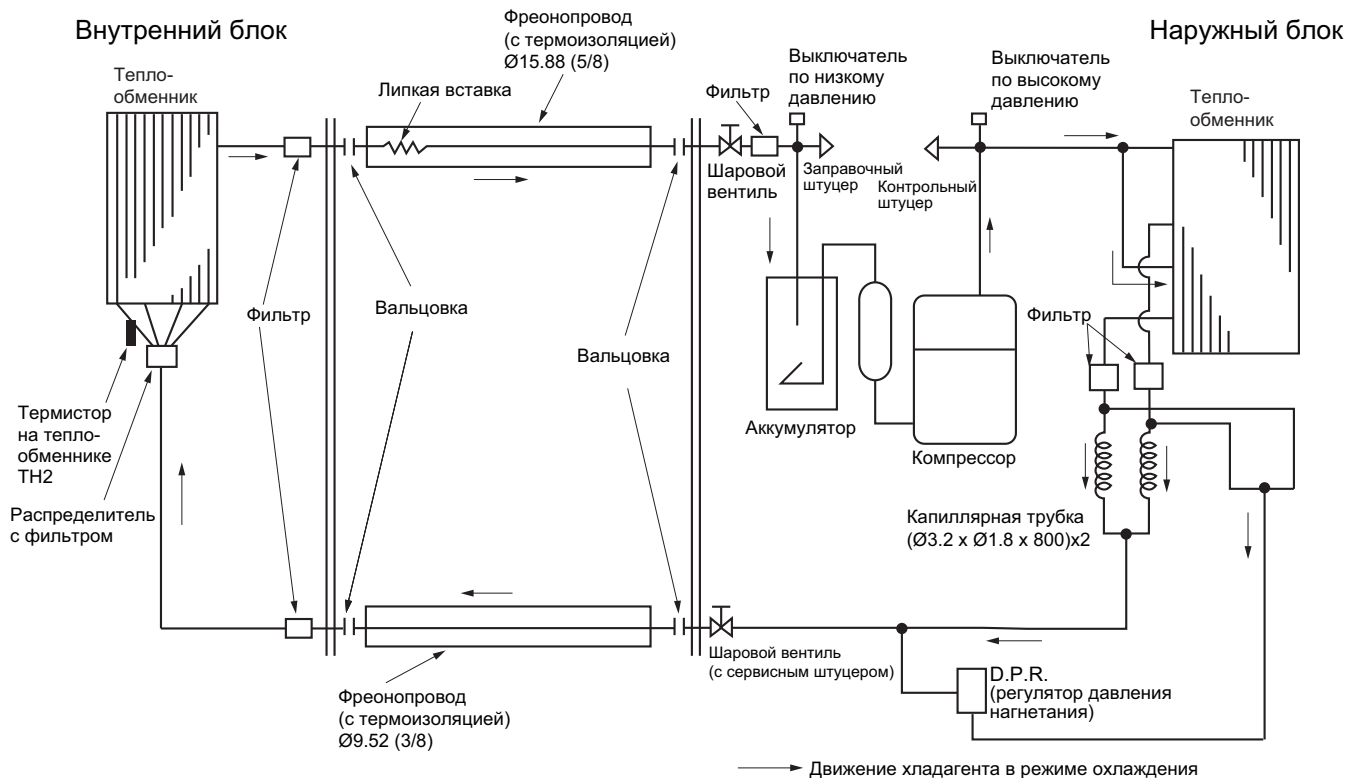 Внутренний блок
Фреонопровод
(с термоизоляцией)
Ø15.88 (5/8)
Наружный блок
Тепло-
обменник
Липкая вставка
Фильтр
Выключатель
по низкому
давлению
Выключатель
по высокому
давлению
Тепло-
обменник
Шаровой
вентиль
Заправочный
штуцер
Контрольный
штуцер
Фильтр
Вальцовка
Вальцовка
Фильтр
Термистор
на тепло-
обменнике
TH2
Аккумулятор
Компрессор
Распределитель
с фильтром
Капиллярная трубка
(Ø3.2 x Ø1.8 x 800)x2
Шаровой вентиль
(с сервисным штуцером)
Фреонопровод
(с термоизоляцией)
Ø9.52 (3/8)
D.P.R.
(регулятор давления
нагнетания)
Движение хладагента в режиме охлаждения